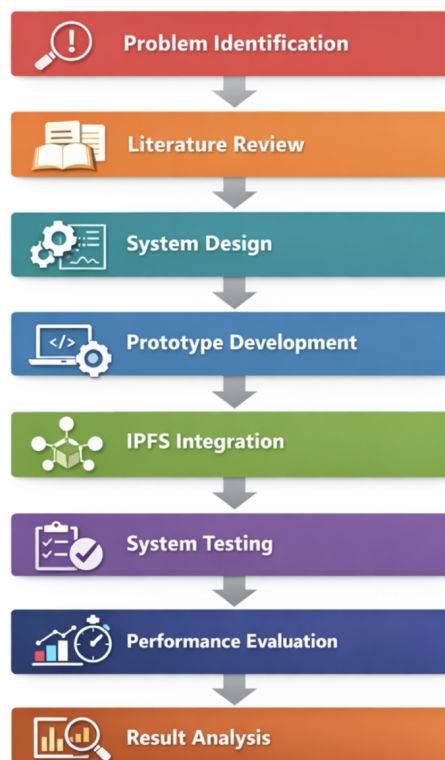 Problem Identification
Literature Review
System Design
</> Prototype Development
IPFS Integration
System Testing
Performance Evaluation
Result Analysis